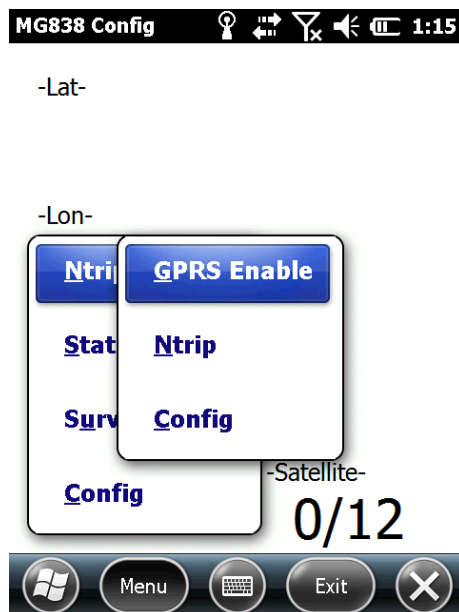 MG838 Config 1:15
-Lat-
-Lon-
Ntrip GPRS Enable
Stat Ntrip
Surv Config
Config
-Satellite-
0/12
Menu Exit